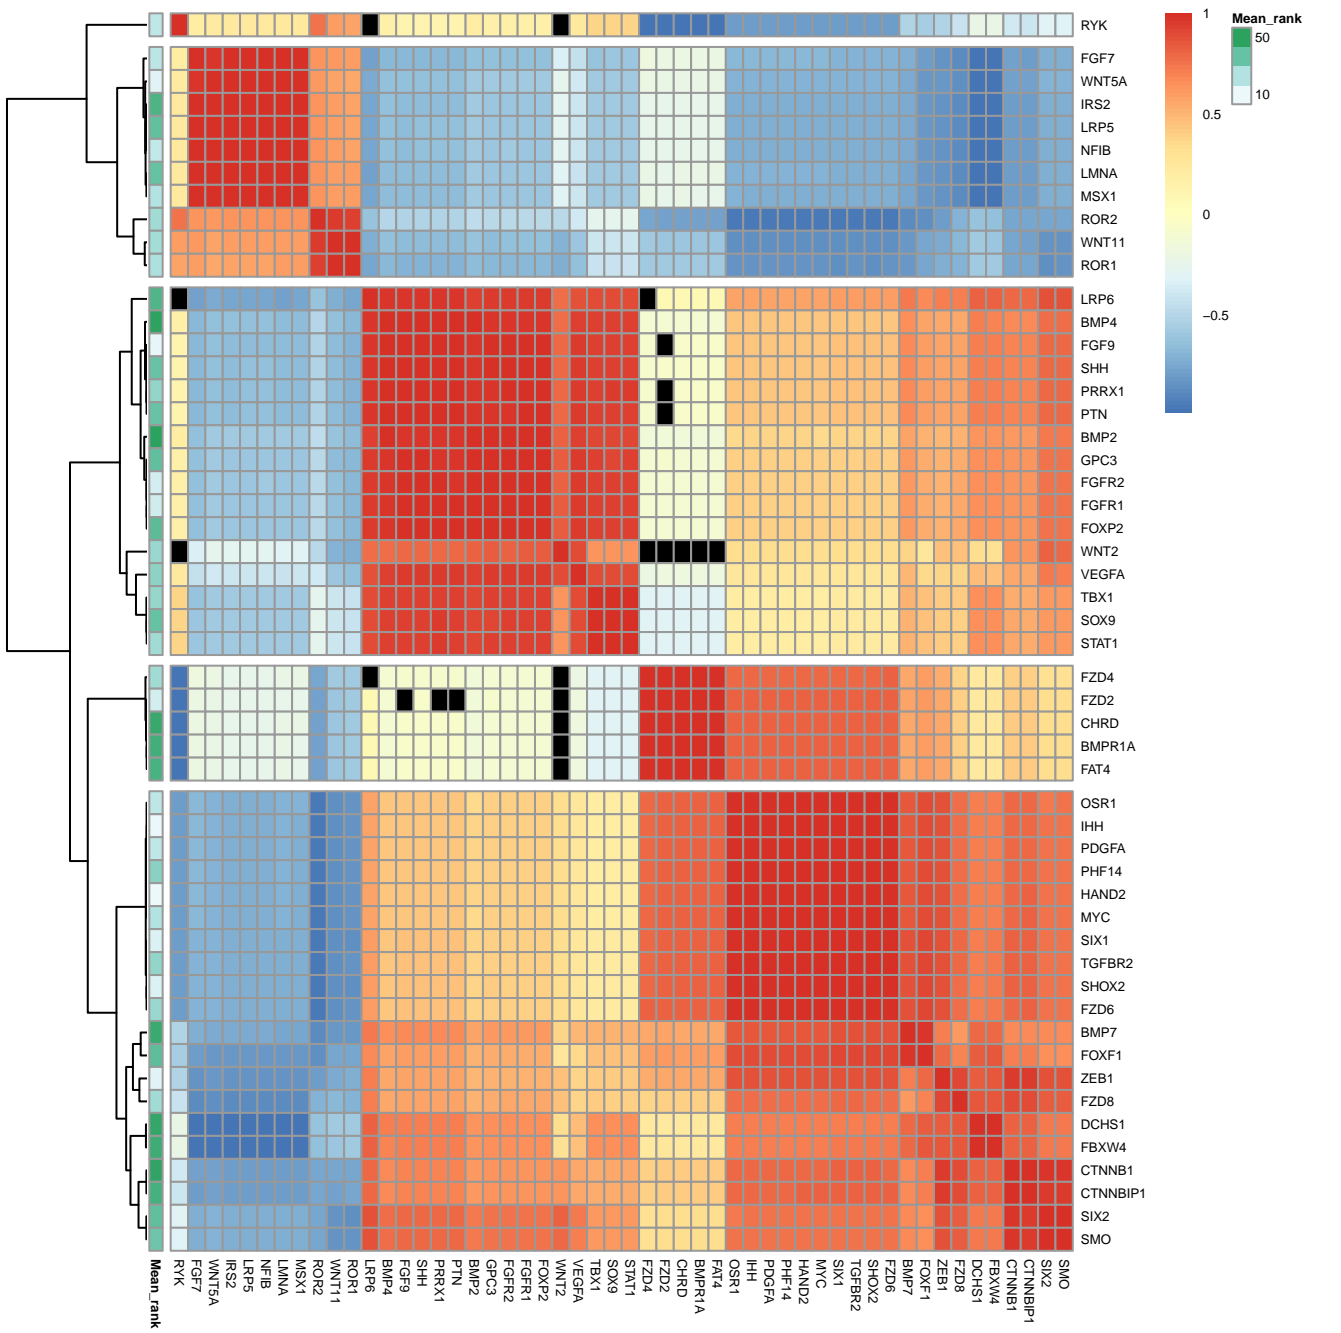 RYK
FGF7
WNT5A
IRS2
LRP5
NFIB
LMNA
MSX1
ROR2
WNT11
ROR1
LRP6
BMP4
FGF9
SHH
PRRX1
PTN
BMP2
GPC3
FGFR2
FGFR1
FOXP2
WNT2
VEGFA
TBX1
SOX9
STAT1
FZD4
FZD2
CHRD
BMPR1A
FAT4
OSR1
IHH
PDGFA
PHF14
HAND2
MYC
SIX1
TGFBR2
SHOX2
FZD6
BMP7
FOXF1
ZEB1
FZD8
DCHS1
FBXW4
CTNNB1
CTNNBIP1
SIX2
SMO
1
0.5
0
−0.5
Mean_rank
50
10
Mean_rank
RYK
FGF7
WNT5A
IRS2
LRP5
NFIB
LMNA
MSX1
ROR2
WNT11
ROR1
LRP6
BMP4
FGF9
SHH
PRRX1
PTN
BMP2
GPC3
FGFR2
FGFR1
FOXP2
WNT2
VEGFA
TBX1
SOX9
STAT1
FZD4
FZD2
CHRD
BMPR1A
FAT4
OSR1
IHH
PDGFA
PHF14
HAND2
MYC
SIX1
TGFBR2
SHOX2
FZD6
BMP7
FOXF1
ZEB1
FZD8
DCHS1
FBXW4
CTNNB1
CTNNBIP1
SIX2
SMO